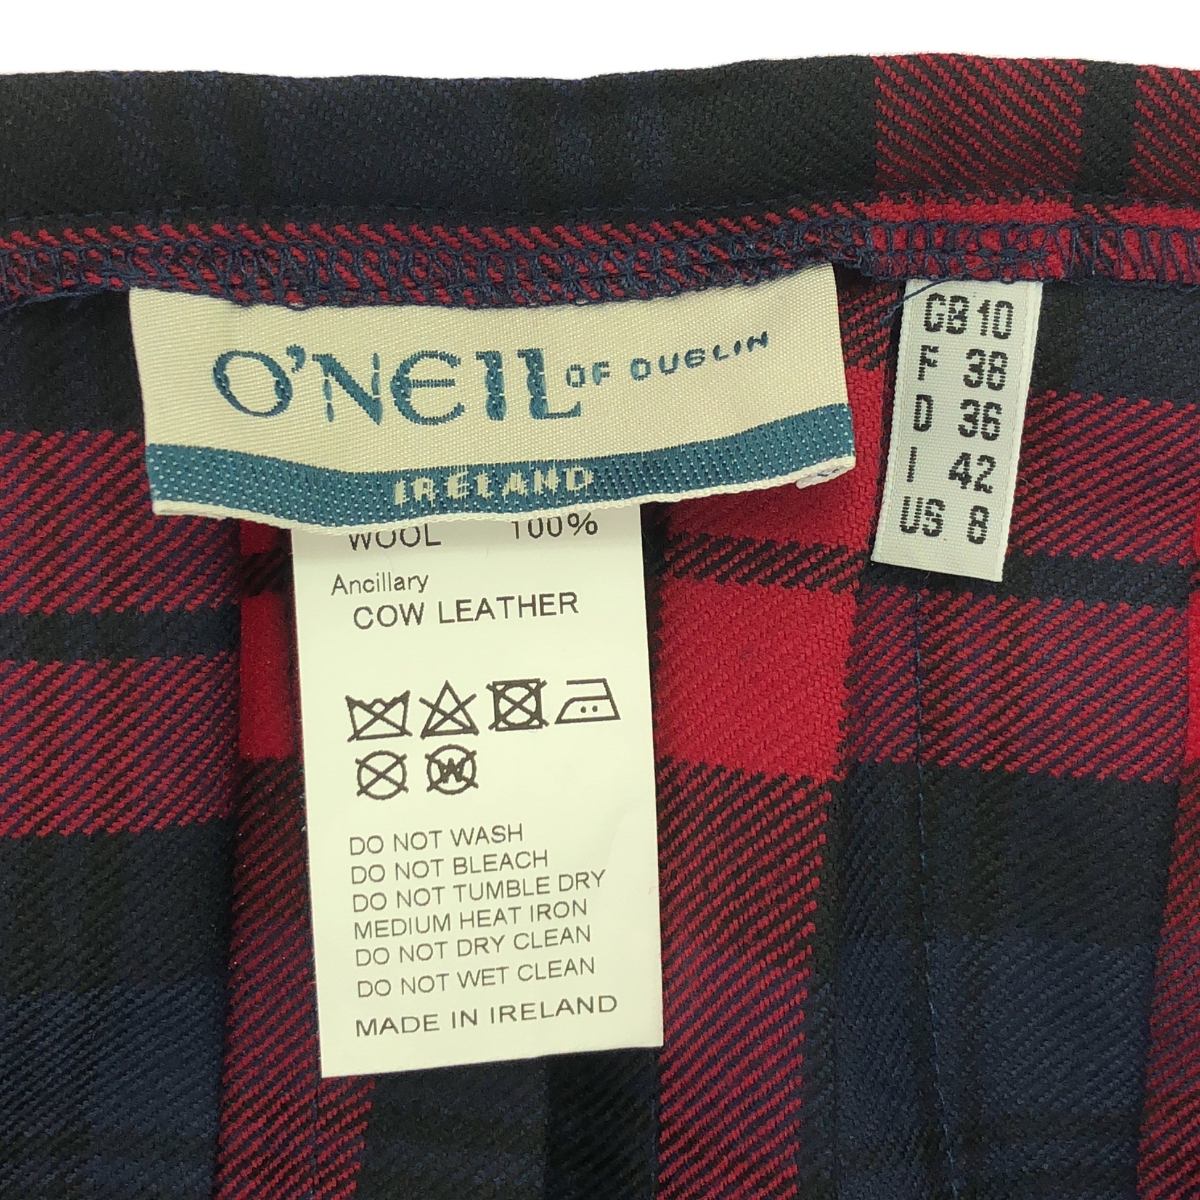 O'NEIL OF DUBLIN
IRELAND
GB 10
F 38
D 36
I 42
US 8
WOOL 100%
Ancillary
COW LEATHER
W
DO NOT WASH
DO NOT BLEACH
DO NOT TUMBLE DRY
MEDIUM HEAT IRON
DO NOT DRY CLEAN
DO NOT WET CLEAN
MADE IN IRELAND